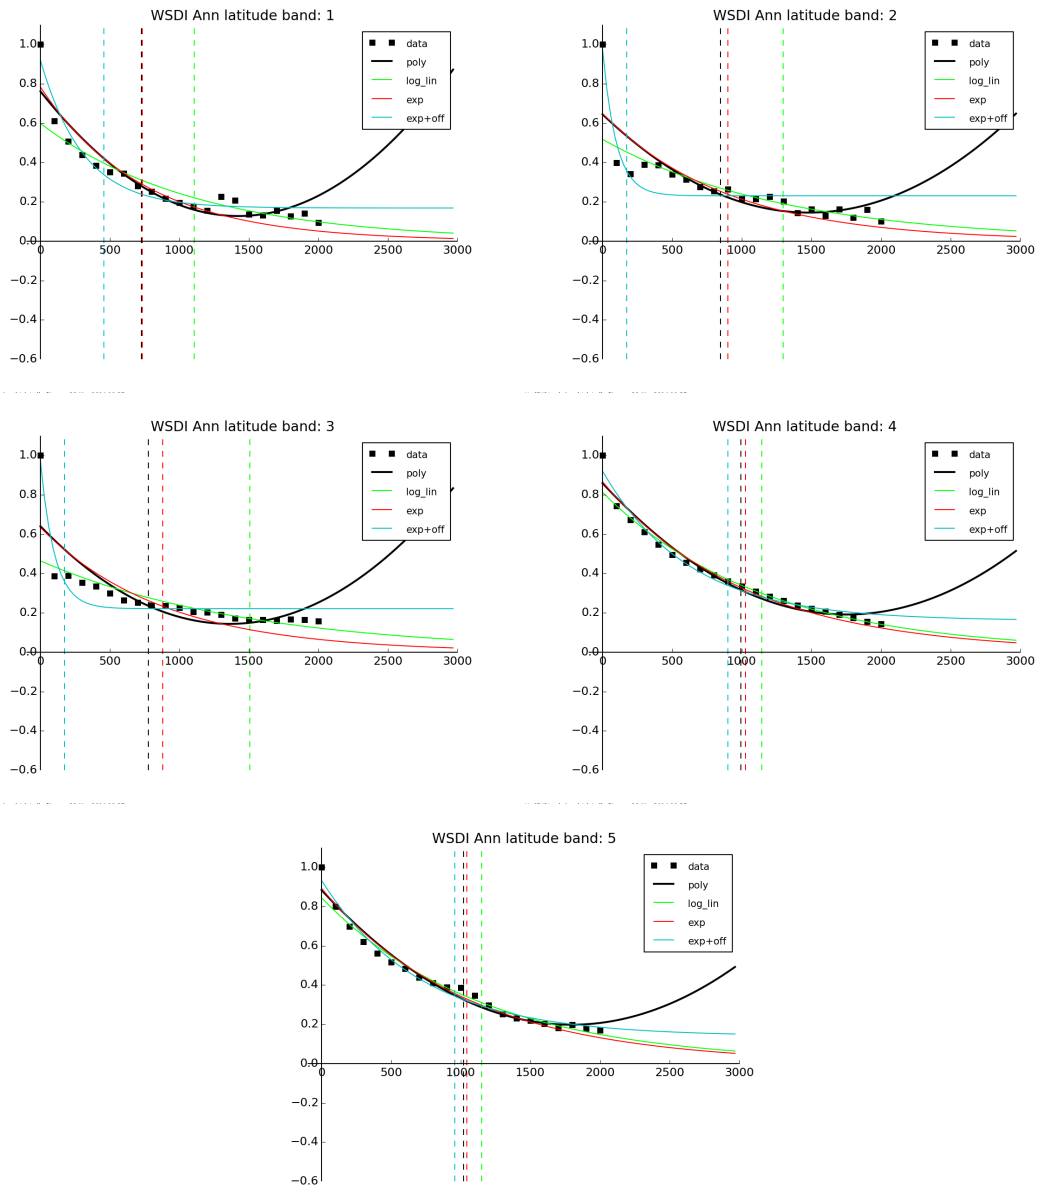 WSDI Ann latitude band: 1
1.0
0.8
0.6
0.4
0.2
0.0
−0.2
−0.4
−0.6
0 500 1000 1500 2000 2500 3000
data
poly
log_lin
exp
exp+off
WSDI Ann latitude band: 2
1.0
0.8
0.6
0.4
0.2
0.0
−0.2
−0.4
−0.6
0 500 1000 1500 2000 2500 3000
data
poly
log_lin
exp
exp+off
WSDI Ann latitude band: 3
1.0
0.8
0.6
0.4
0.2
0.0
−0.2
−0.4
−0.6
0 500 1000 1500 2000 2500 3000
data
poly
log_lin
exp
exp+off
WSDI Ann latitude band: 4
1.0
0.8
0.6
0.4
0.2
0.0
−0.2
−0.4
−0.6
0 500 1000 1500 2000 2500 3000
data
poly
log_lin
exp
exp+off
WSDI Ann latitude band: 5
1.0
0.8
0.6
0.4
0.2
0.0
−0.2
−0.4
−0.6
0 500 1000 1500 2000 2500 3000
data
poly
log_lin
exp
exp+off